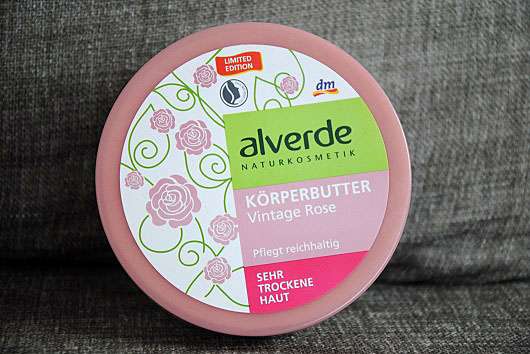 LIMITED
EDITION
dm
alverde
NATURKOSMETIK
KÖRPERBUTTER
Vintage Rose
Pflegt reichhaltig
SEHR
TROCKENE
HAUT